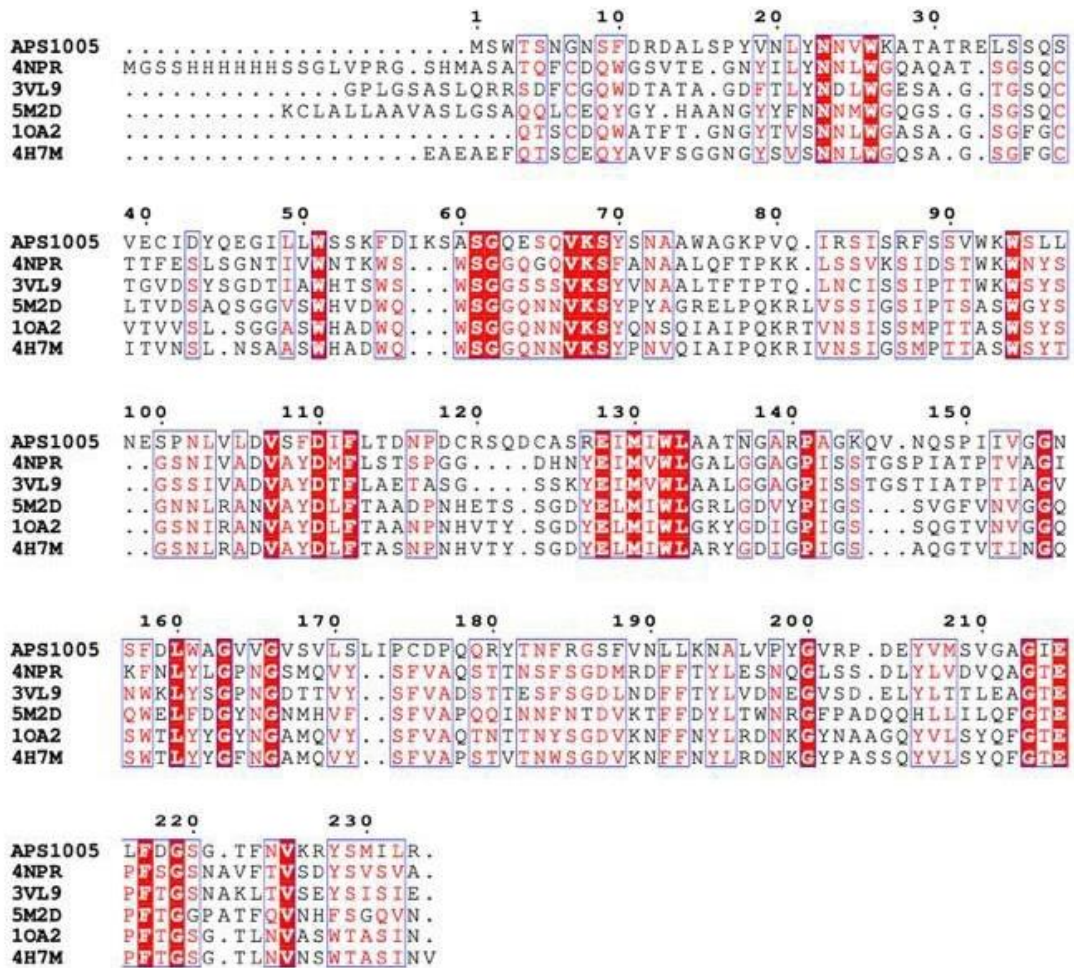 1 10 20 30
APS1005 ......................MSWTSNGNSFDRDALSPYVNLYNNVWKATATRELSSQS
4NPR MGSSHHHHHHSSGLVPRG.SHMASATQFCDQWGSVTE.GNYILYNNLWGQAQAT.SGSQC
3VL9 ..............GPLGSASLQRRSDFCGQWDTATA.GDFTLYNDLWGESA.G.TGSQC
5M2D ..........KCLALLAAVASLGSAQQLCEQYGY.HAANGYYFNNNMWGQGS.G.SGSQC
1OA2 .........................QTSCDQWATFT.GNGYTVSNNLWGASA.G.SGFGC
4H7M ...................EAEAEFQTSCEQYAVFSGGNGYSVSNNLWGQSA.G.SGFGC
40 50 60 70 80 90
APS1005 VECIDYQEGILLWSSKFDIKSASGQESQVKSYSNAAWAGKPVQ.IRSISRFSSVWKWSLL
4NPR TTFESLSGNTIVWNTKWS...WSGGQGQVKSFANAALQFTPKK.LSSVKSIDSTWKWNYS
3VL9 TGVDSYSGDTIAWHTSWS...WSGGSSSVKSYVNAALTFTPTQ.LNCISSIPTTWKWSYS
5M2D LTVDSAQSGGVSWHVDWQ...WSGGQNNVKSYPYAGRELPQKRLVSSIGSIPTSASWSYS
1OA2 VTVVSL.SGGASWHADWQ...WSGGQNNVKSYQNSQIAIPQKRTVNSISSMPTTASWSYS
4H7M ITVNSL.NSAASWHADWQ...WSGGQNNVKSYPNVQIAIPQKRIVNSIGSMPTTASWSYT
100 110 120 130 140 150
APS1005 NESPNLVLDVSFDIFLTDNPDCRSQDCASREIMIWLAATNGARPAGKQV.NQSPIIVGGN
4NPR ..GSNIVADVAYDMFLSTSPGG....DHNYEIMVWLGALGGAGPISSTGSPIATPTVAGI
3VL9 ..GSSIVADVAYDTFLAETASG....SSKYEIMVWLAALGGAGPISSTGSTIATPTIAGV
5M2D ..GNNLRANVAYDLFTAADPNHETS.SGDYELMIWLGRLGDVYPIGS...SVGFVNVGGQ
1OA2 ..GSNIRANVAYDLFTAANPNHVTY.SGDYELMIWLGKYGDIGPIGS...SQGTVNVGGQ
4H7M ..GSNLRADVAYDLFTASNPNHVTY.SGDYELMIWLARYGDIGPIGS...AQGTVTINGQ
160 170 180 190 200 210
APS1005 SFDLWAGVVGVSVLSLIPCDPQQRYTNFRGSFVNLLKNALVPYGVRP.DEYVMSVGAGIE
4NPR KFNLYLGPNGSMQVY..SFVAQSTTNSFSGDMRDFFTYLESNQGLSS.DLYLVDVQAGTE
3VL9 NWKLYSGPNGDTTVY..SFVADSTTESFSGDLNDFFTYLVDNEGVSD.ELYLTTLEAGTE
5M2D QWELFDGYNGNMHVF..SFVAPQQINNFNTDVKTFFDYLTWNRGFPADQQHLLILQFGTE
1OA2 SWTLYYGYNGAMQVY..SFVAQTNTTNYSGDVKNFFNYLRDNKGYNAAGQYVLSYQFGTE
4H7M SWTLYYGFNGAMQVY..SFVAPSTVTNWSGDVKNFFNYLRDNKGYPASSQYVLSYQFGTE
220 230
APS1005 LFDGSG.TFNVKRYSMILR.
4NPR PFSGSNAVFTVSDYSVSVA.
3VL9 PFTGSNAKLTVSEYSISIE.
5M2D PFTGGPATFQVNHFSGQVN.
1OA2 PFTGSG.TLNVASWTASIN.
4H7M PFTGSG.TLNVNSWTASINV